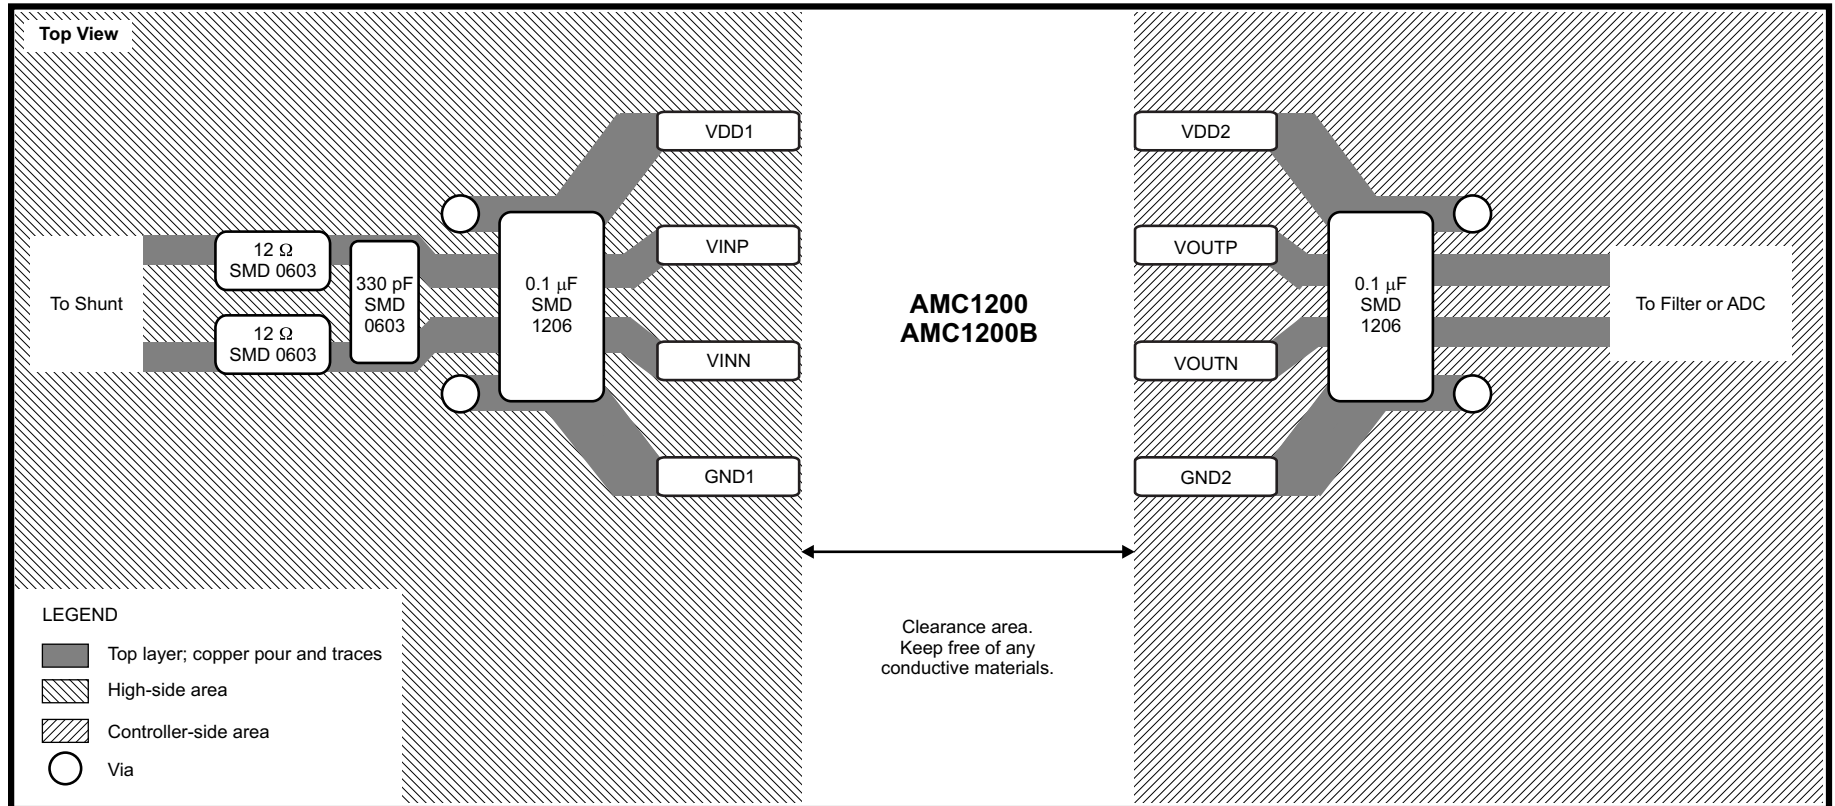 Top View
VDD1
VDD2
VINP
VOUTP
12 Ω
SMD 0603
330 pF
SMD
0603
0.1 μF
SMD
1206
To Shunt
12 Ω
SMD 0603
AMC1200
AMC1200B
0.1 μF
SMD
1206
To Filter or ADC
VINN
VOUTN
GND1
GND2
Clearance area.
Keep free of any
conductive materials.
LEGEND
Top layer; copper pour and traces
High-side area
Controller-side area
Via